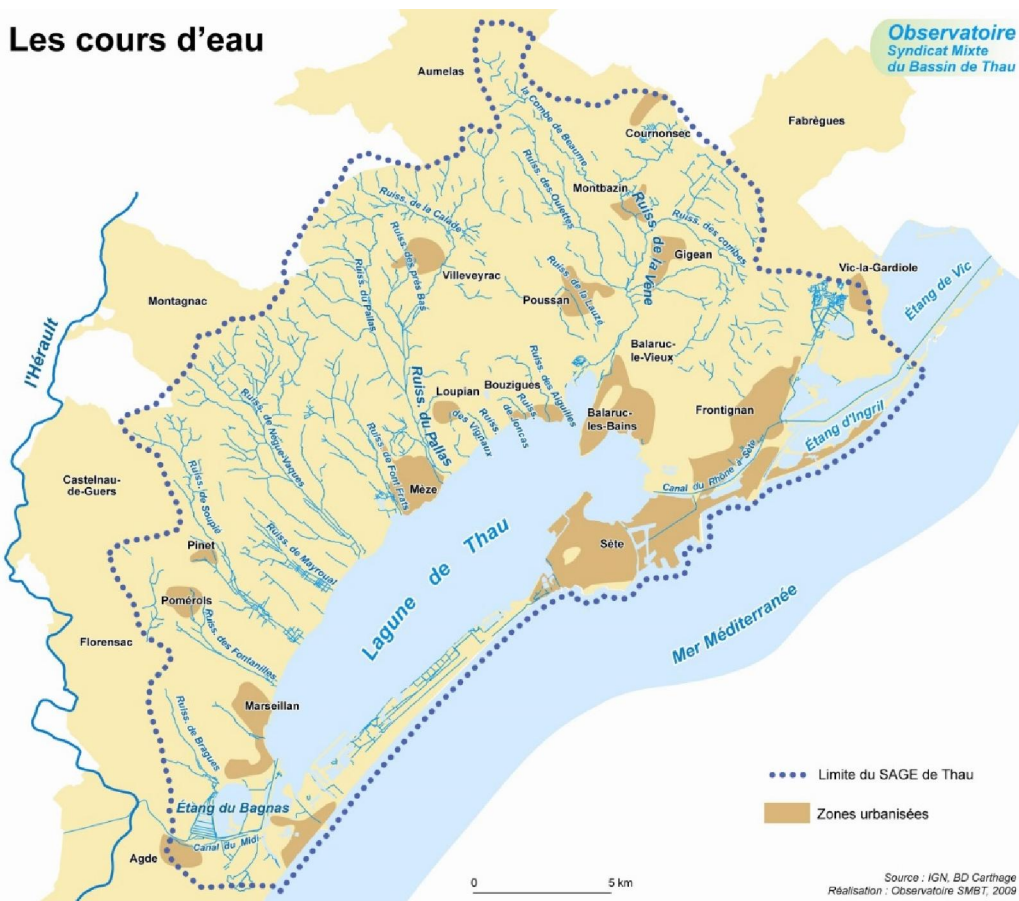 Les cours d'eau
Observatoire
Syndicat Mixte
du Bassin de Thau
Aumelas
Fabrègues
la Combe de Beaume
Cournonsec
Ruiss. des Oulettes
Montbazin
Ruiss. de la Calade
Ruiss. de la Vène
Ruiss. des combes
Ruiss. des prés Bas
Gigean
Villeveyrac
Vic-la-Gardiole
Étang de Vic
Montagnac
Ruiss. du Pallas
Poussan
Ruiss. de la Lauze
l'Hérault
Balaruc-
le-Vieux
Ruiss. du Pallas
Loupian
Bouzigues
Ruiss. des Aiguilles
Ruiss. de Joncas
Ruiss. des Vignaux
Balaruc-
les-Bains
Frontignan
Étang d'Ingril
Ruiss. de Nègue-Vaques
Ruiss. de Font Frats
Castelnau-
de-Guers
Mèze
Canal du Rhône à Sète
Ruiss. de Soupié
Pinet
Ruiss. de Mayroual
Lagune de Thau
Sète
Pomérols
Mer Méditerranée
Florensac
Ruiss. des Fontanilles
Marseillan
Ruiss. de Bragues
Étang du Bagnas
Canal du Midi
Agde
Limite du SAGE de Thau
Zones urbanisées
0 5 km
Source : IGN, BD Carthage
Réalisation : Observatoire SMBT, 2009